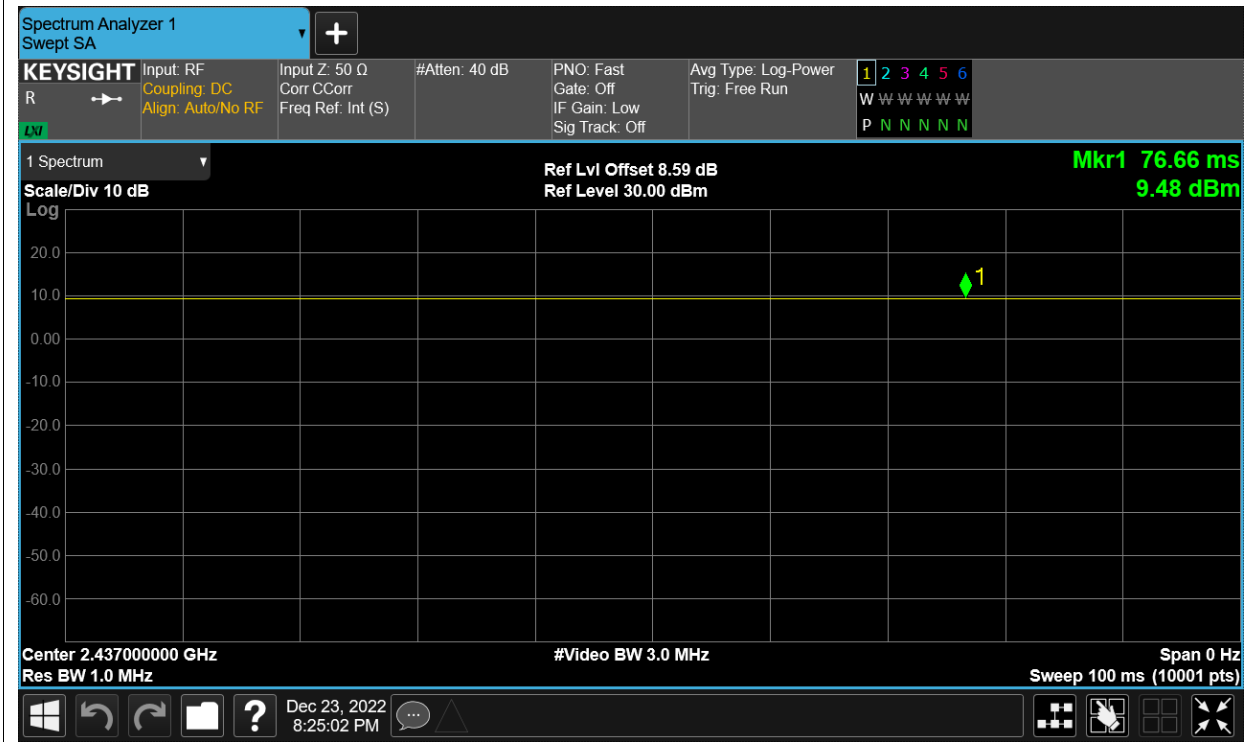 Spectrum Analyzer 1
Swept SA
KEYSIGHT
R
LXI
Input: RF
Coupling: DC
Align: Auto/No RF
Input Z: 50 Ω
Corr CCorr
Freq Ref: Int (S)
#Atten: 40 dB
PNO: Fast
Gate: Off
IF Gain: Low
Sig Track: Off
Avg Type: Log-Power
Trig: Free Run
1 2 3 4 5 6
W W W W W W
P N N N N N
1 Spectrum
Scale/Div 10 dB
Log
Ref Lvl Offset 8.59 dB
Ref Level 30.00 dBm
Mkr1 76.66 ms
9.48 dBm
20.0
1
10.0
0.00
-10.0
-20.0
-30.0
-40.0
-50.0
-60.0
Center 2.437000000 GHz
#Video BW 3.0 MHz
Span 0 Hz
Res BW 1.0 MHz
Sweep 100 ms (10001 pts)
?
Dec 23, 2022
8:25:02 PM